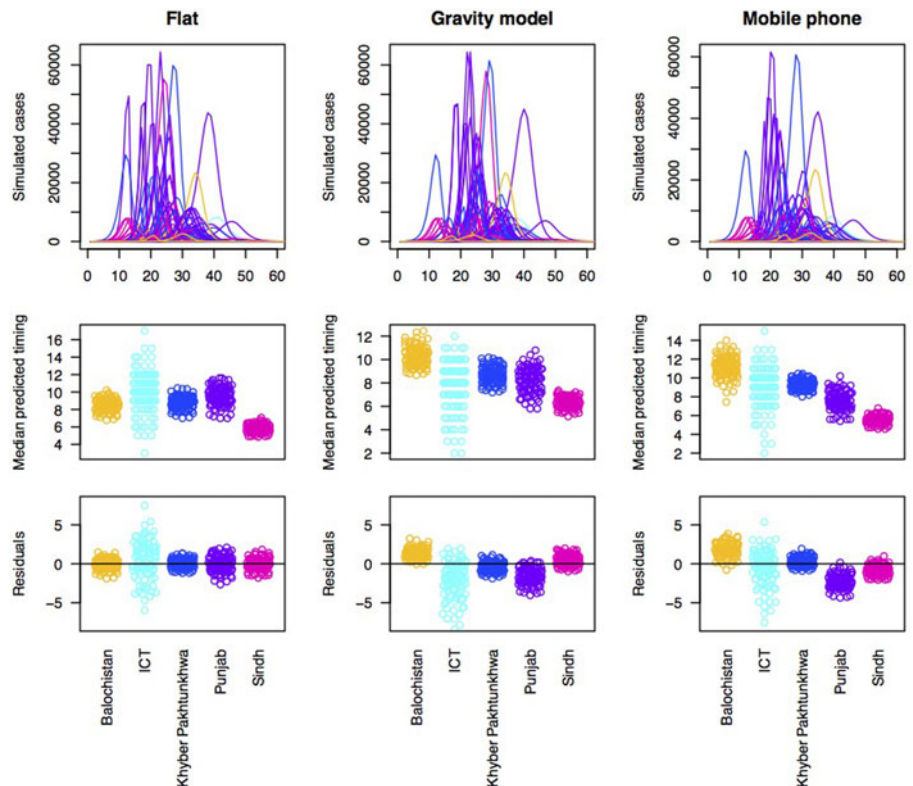 Flat
Gravity model
Mobile phone
Simulated cases
60000
40000
20000
0
0 10 20 30 40 50 60
Simulated cases
60000
40000
20000
0
0 10 20 30 40 50 60
Simulated cases
60000
40000
20000
0
0 10 20 30 40 50 60
Median predicted timing
16
14
12
10
8
6
4
Median predicted timing
12
10
8
6
4
2
Median predicted timing
14
12
10
8
6
4
2
Residuals
5
0
−5
Residuals
5
0
−5
Residuals
5
0
−5
Balochistan
ICT
Khyber Pakhtunkhwa
Punjab
Sindh
Balochistan
ICT
Khyber Pakhtunkhwa
Punjab
Sindh
Balochistan
ICT
Khyber Pakhtunkhwa
Punjab
Sindh